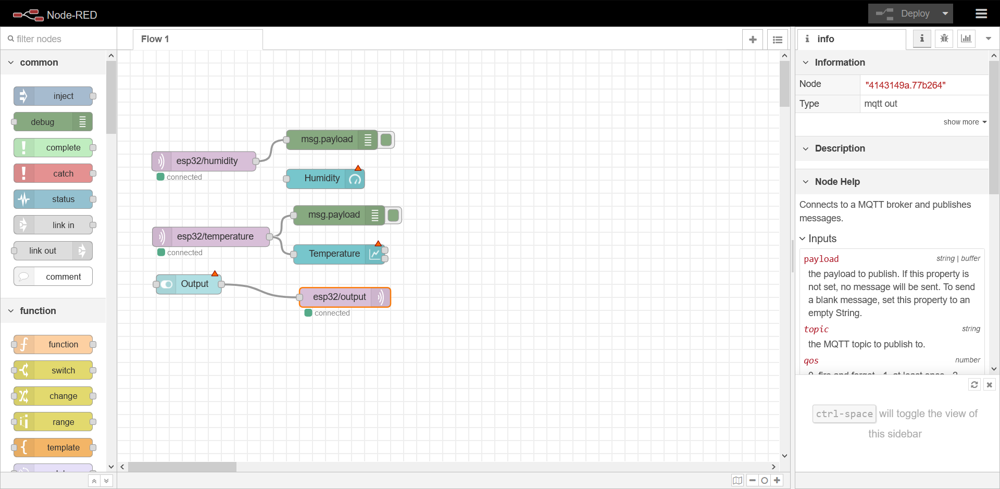 Node-RED
Deploy
filter nodes
Flow 1
info
common
inject
debug
complete
catch
status
link in
link out
comment
function
function
switch
change
range
template
esp32/humidity
connected
msg.payload
Humidity
esp32/temperature
connected
msg.payload
Temperature
Output
esp32/output
connected
Information
Node "4143149a.77b264"
Type mqtt out
show more
Description
Node Help
Connects to a MQTT broker and publishes
messages.
Inputs
payload string | buffer
the payload to publish. If this property is
not set, no message will be sent. To send
a blank message, set this property to an
empty String.
topic string
the MQTT topic to publish to.
qos number
ctrl-space will toggle the view of
this sidebar